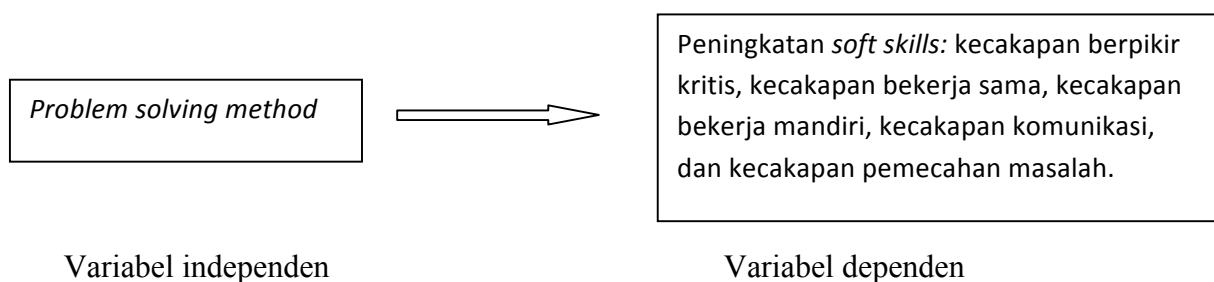 Problem solving method
Peningkatan soft skills: kecakapan berpikir
kritis, kecakapan bekerja sama, kecakapan
bekerja mandiri, kecakapan komunikasi,
dan kecakapan pemecahan masalah.
Variabel independen
Variabel dependen